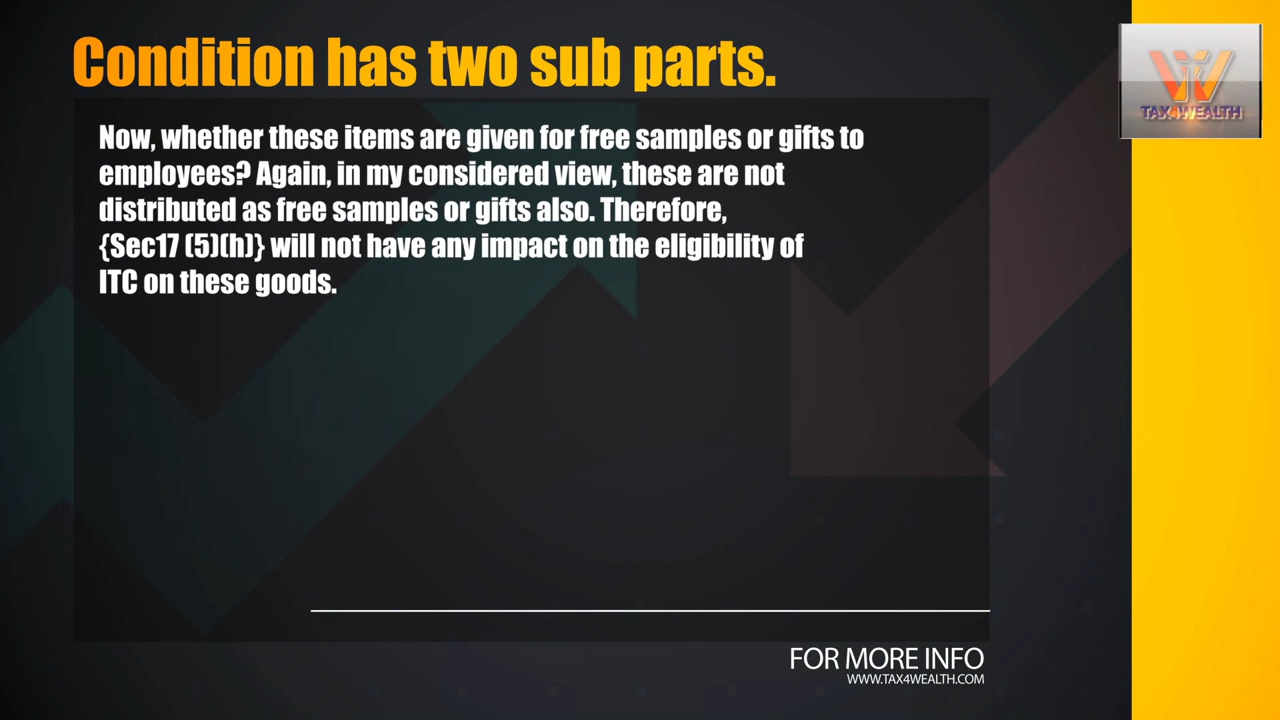 Condition has two sub parts.
TAX4WEALTH
Now, whether these items are given for free samples or gifts to
employees? Again, in my considered view, these are not
distributed as free samples or gifts also. Therefore,
{Sec17 (5)(h)} will not have any impact on the eligibility of
ITC on these goods.
FOR MORE INFO
WWW.TAX4WEALTH.COM